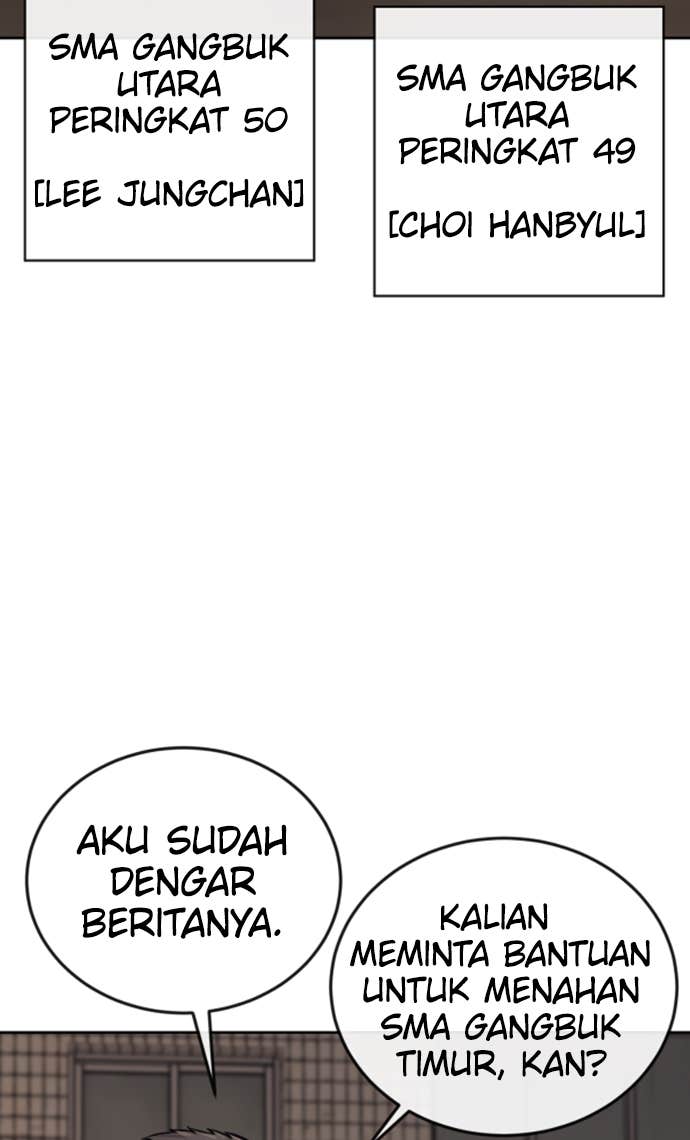 SMA GANGBUK
UTARA
PERINGKAT 50
[LEE JUNGCHAN]
SMA GANGBUK
UTARA
PERINGKAT 49
[CHOI HANBYUL]
AKU SUDAH
DENGAR
BERITANYA.
KALIAN
MEMINTA BANTUAN
UNTUK MENAHAN
SMA GANGBUK
TIMUR, KAN?